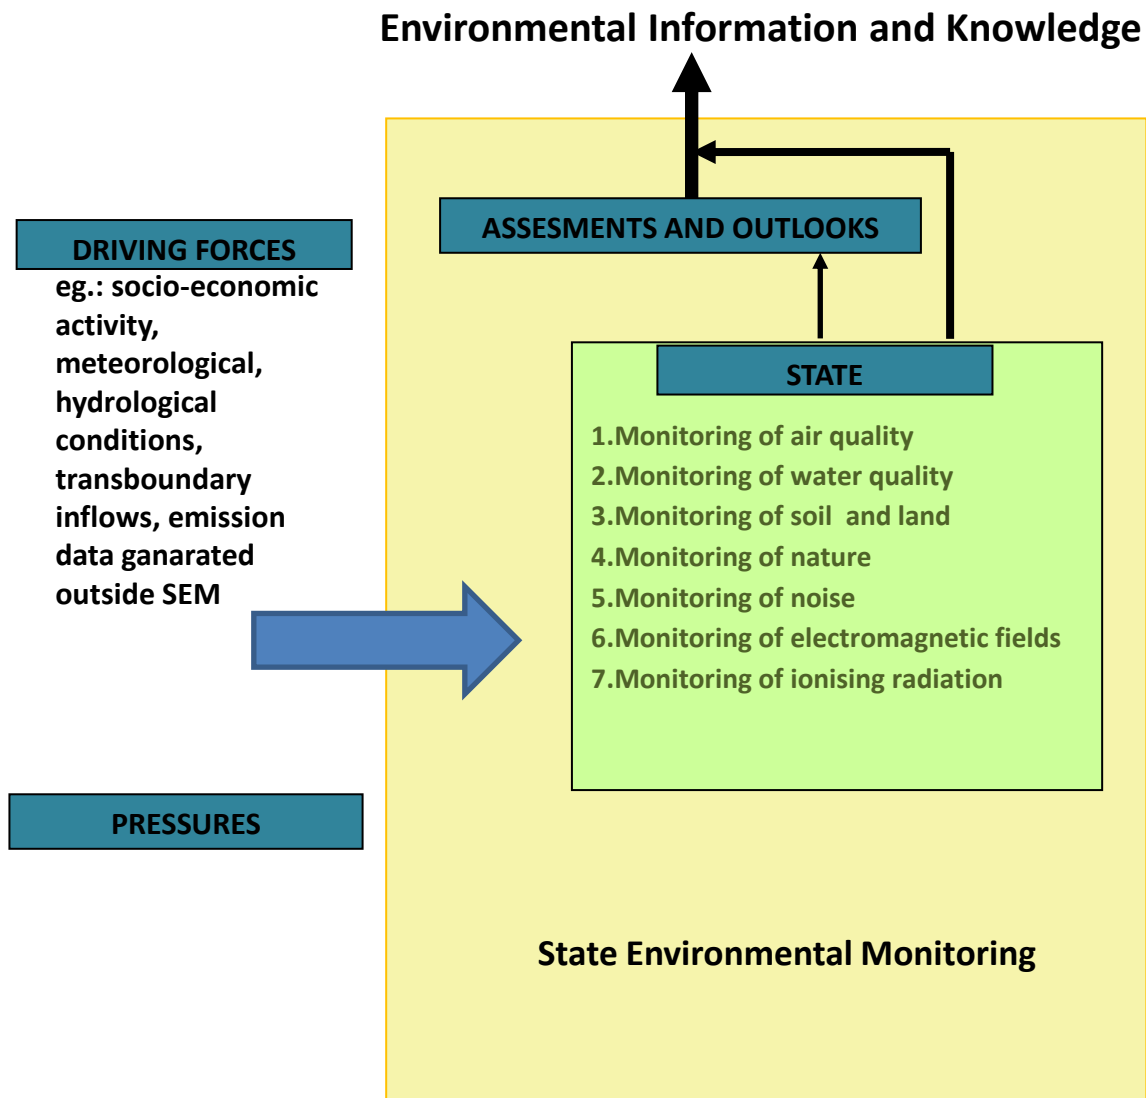 Environmental Information and Knowledge
ASSESMENTS AND OUTLOOKS
DRIVING FORCES
eg.: socio-economic
activity,
meteorological,
hydrological
conditions,
transboundary
inflows, emission
data ganarated
outside SEM
STATE
1.Monitoring of air quality
2.Monitoring of water quality
3.Monitoring of soil and land
4.Monitoring of nature
5.Monitoring of noise
6.Monitoring of electromagnetic fields
7.Monitoring of ionising radiation
PRESSURES
State Environmental Monitoring